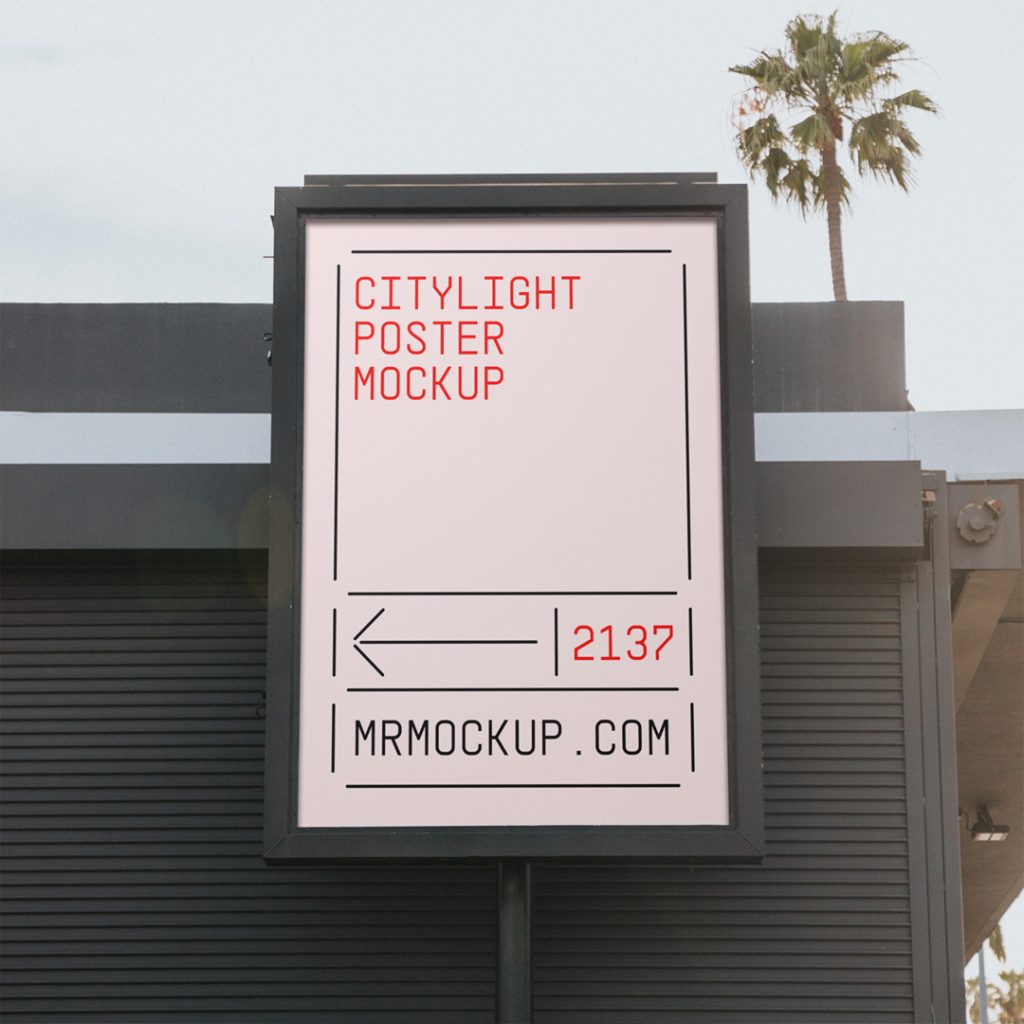 CITYLIGHT
POSTER
MOCKUP
2137
MRMOCKUP.COM